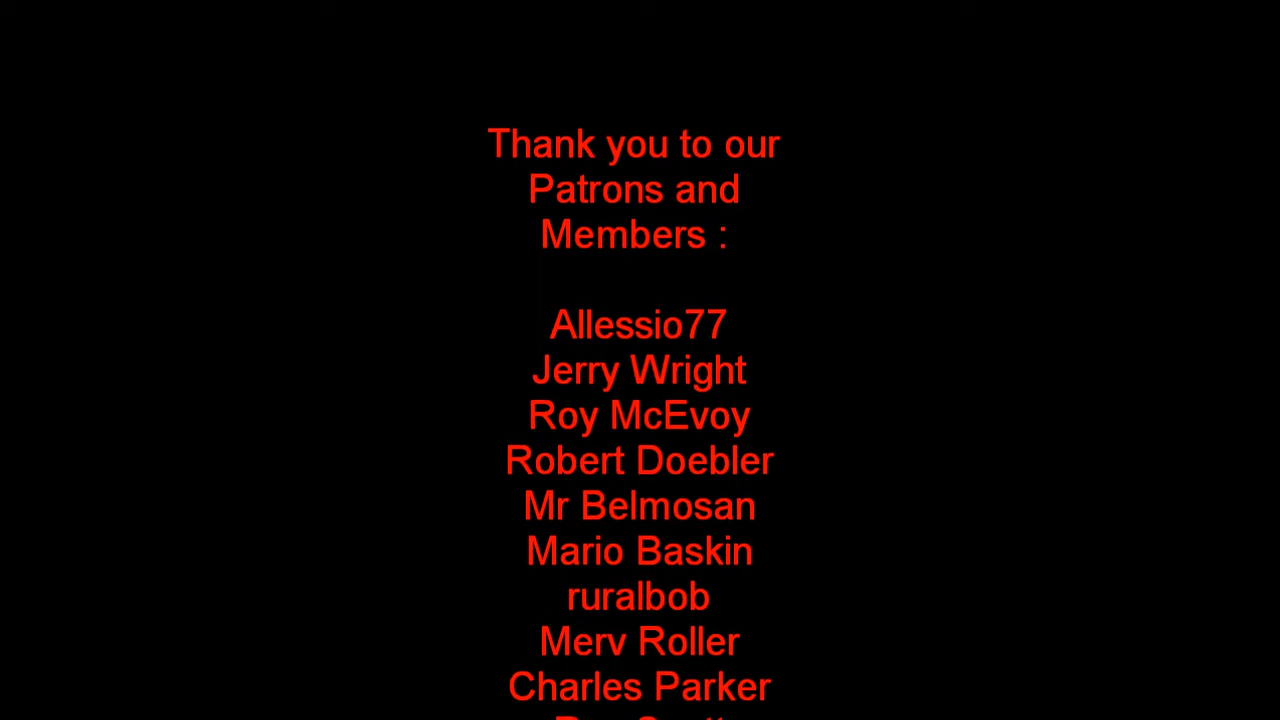 Thank you to our
Patrons and
Members :
Allessio77
Jerry Wright
Roy McEvoy
Robert Doebler
Mr Belmosan
Mario Baskin
ruralbob
Merv Roller
Charles Parker